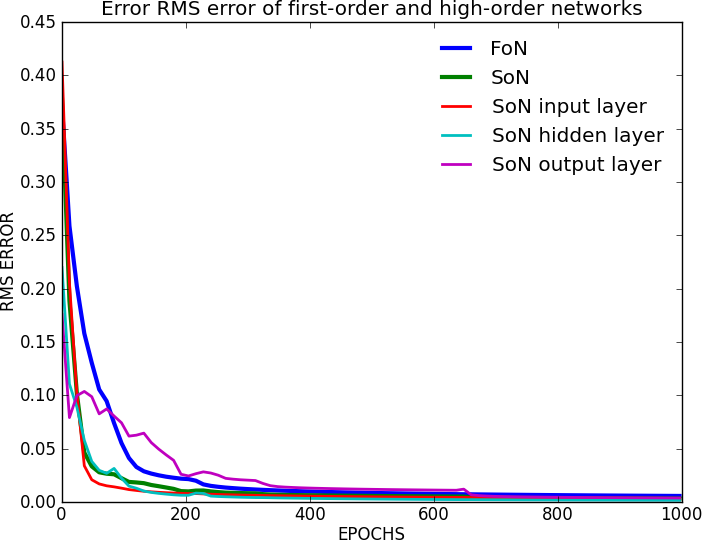 Error RMS error of first-order and high-order networks
0.45
0.40
0.35
0.30
0.25
0.20
0.15
0.10
0.05
0.00
RMS ERROR
FoN
SoN
SoN input layer
SoN hidden layer
SoN output layer
0 200 400 600 800 1000
EPOCHS